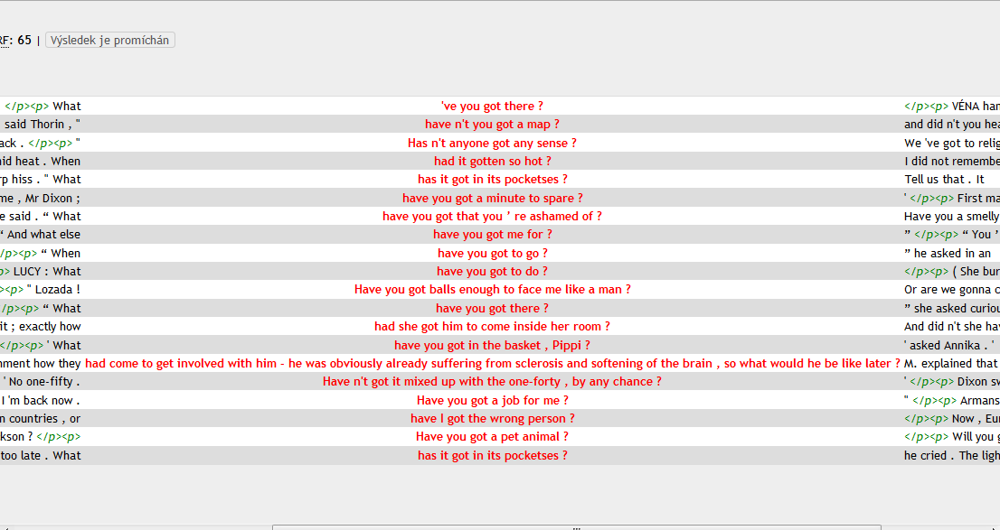 RF: 65 | Výsledek je promíchán
</p><p> What 've you got there ? </p><p> VÉNA han
said Thorin , " have n't you got a map ? and did n't you hea
ack . </p><p> " Has n't anyone got any sense ? We 've got to relig
id heat . When had it gotten so hot ? I did not remembe
rp hiss . " What has it got in its pocketses ? Tell us that . It
me , Mr Dixon ; have you got a minute to spare ? ' </p><p> First ma
e said . “ What have you got that you ’ re ashamed of ? Have you a smelly
“ And what else have you got me for ? ” </p><p> “ You ’
/p><p> “ When have you got to go ? ” he asked in an
p> LUCY : What have you got to do ? </p><p> ( She bur
><p> " Lozada ! Have you got balls enough to face me like a man ? Or are we gonna c
/p><p> “ What have you got there ? ” she asked curiou
it ; exactly how had she got him to come inside her room ? And did n't she hav
</p><p> ' What have you got in the basket , Pippi ? ' asked Annika . '
nment how they had come to get involved with him - he was obviously already suffering from sclerosis and softening of the brain , so what would he be like later ? M. explained that
' No one-fifty . Have n't got it mixed up with the one-forty , by any chance ? ' </p><p> Dixon sw
I 'm back now . Have you got a job for me ? " </p><p> Armans
n countries , or have I got the wrong person ? </p><p> Now , Eur
kson ? </p><p> Have you got a pet animal ? </p><p> Will you g
too late . What has it got in its pocketses ? he cried . The ligh